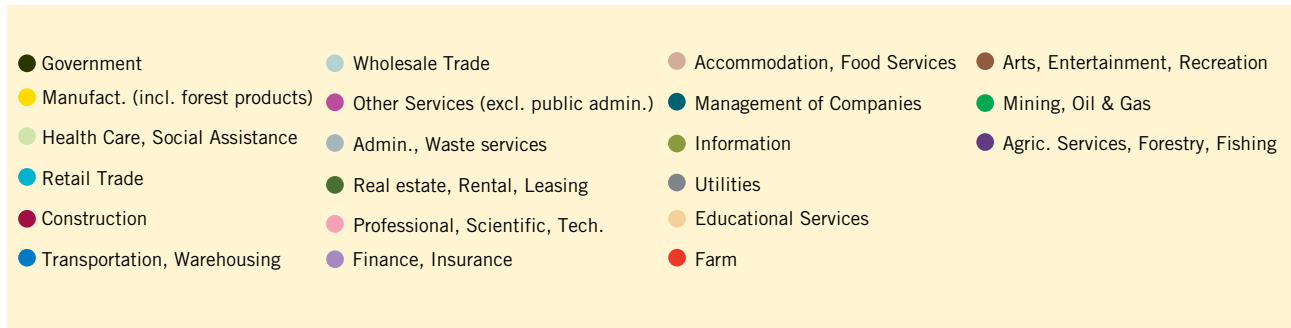 Government
Manufact. (incl. forest products)
Health Care, Social Assistance
Retail Trade
Construction
Transportation, Warehousing
Wholesale Trade
Other Services (excl. public admin.)
Admin., Waste services
Real estate, Rental, Leasing
Professional, Scientific, Tech.
Finance, Insurance
Accommodation, Food Services
Management of Companies
Information
Utilities
Educational Services
Farm
Arts, Entertainment, Recreation
Mining, Oil & Gas
Agric. Services, Forestry, Fishing